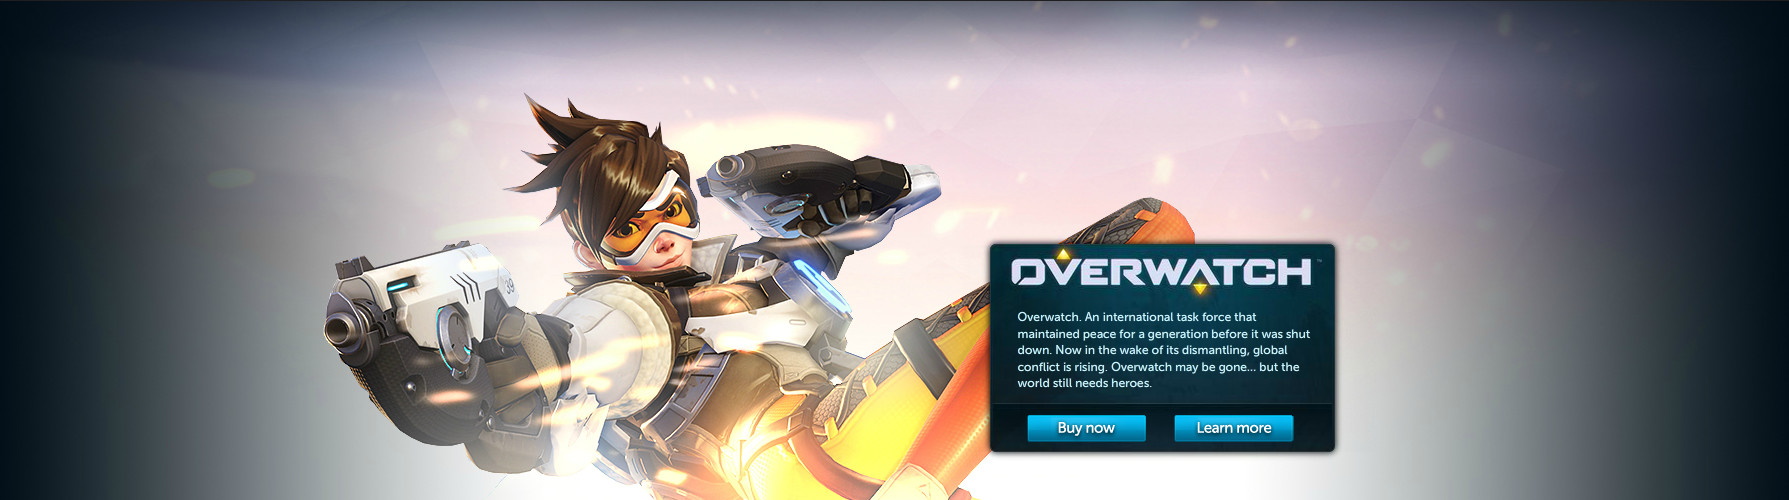 39
OVERWATCH™
Overwatch. An international task force that
maintained peace for a generation before it was shut
down. Now in the wake of its dismantling, global
conflict is rising. Overwatch may be gone... but the
world still needs heroes.
Buy now
Learn more